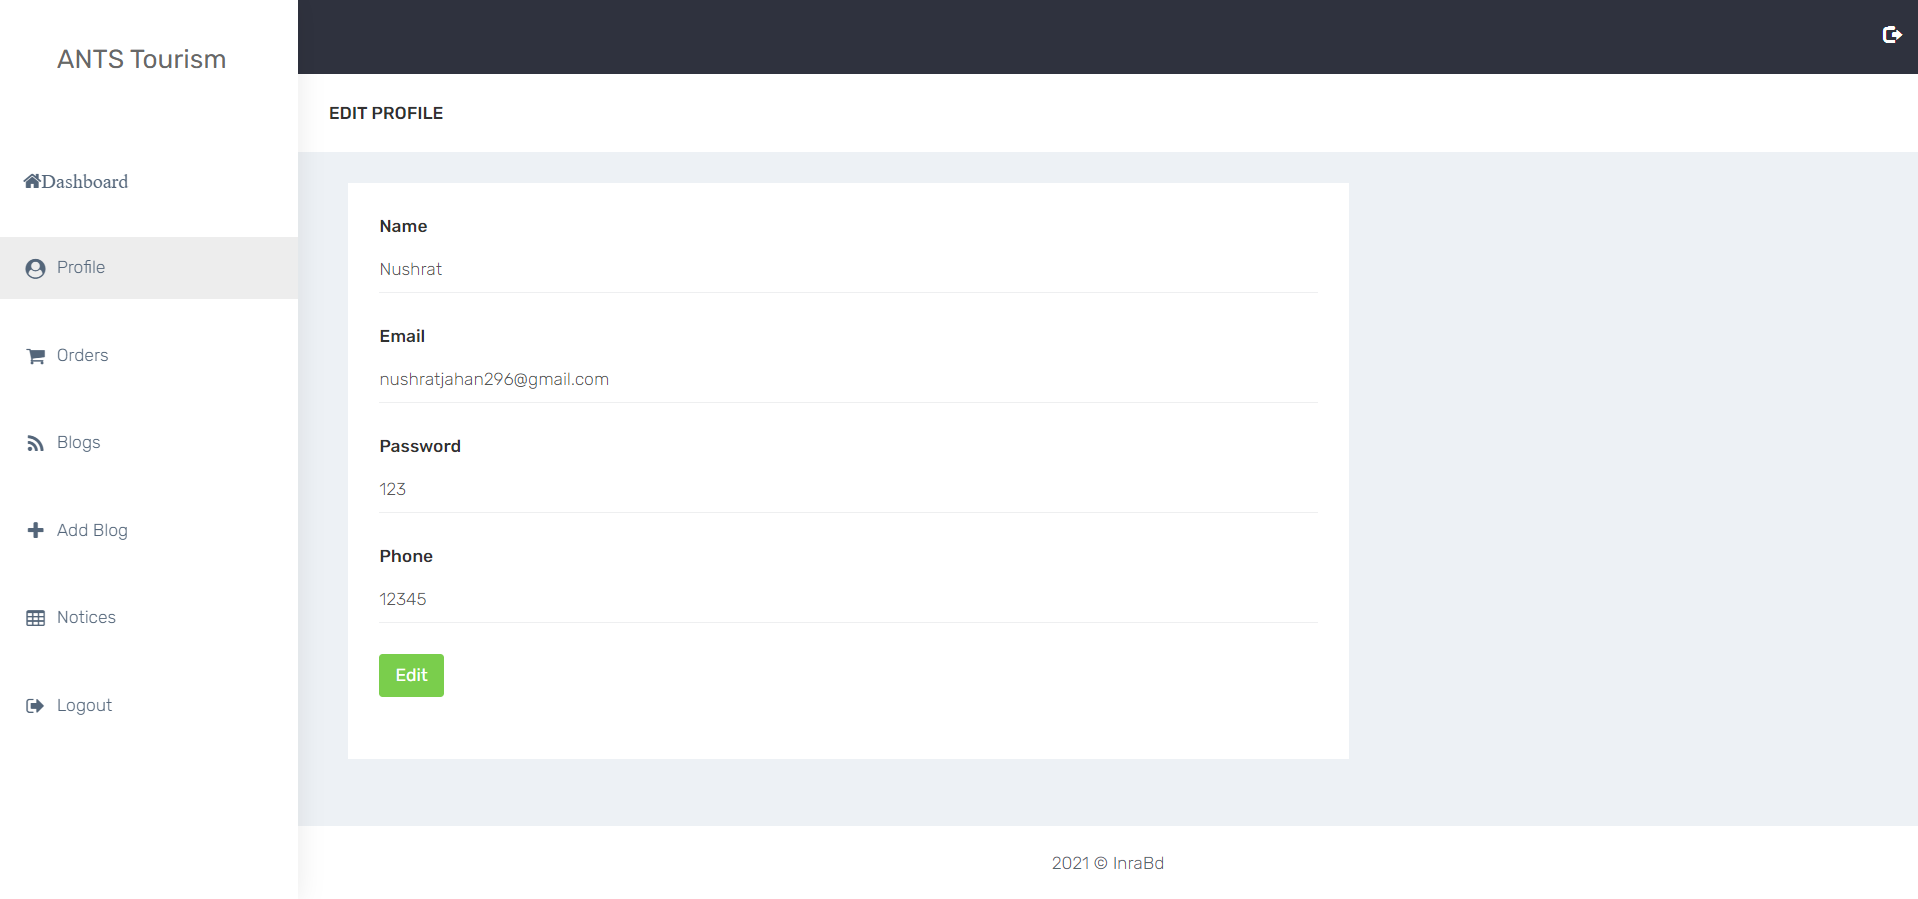 ANTS Tourism
Dashboard
Profile
Orders
Blogs
Add Blog
Notices
Logout
EDIT PROFILE
Name
Nushrat
Email
nushratjahan296@gmail.com
Password
123
Phone
12345
Edit
2021 © InraBd